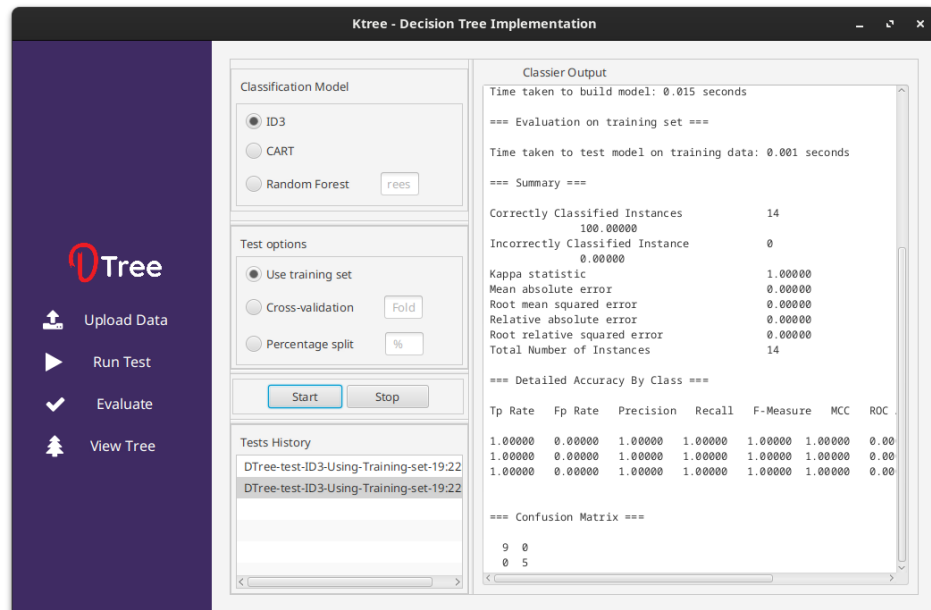 Ktree - Decision Tree Implementation
DTree
Upload Data
Run Test
Evaluate
View Tree
Classification Model
ID3
CART
Random Forest rees
Test options
Use training set
Cross-validation Fold
Percentage split %
Start Stop
Tests History
DTree-test-ID3-Using-Training-set-19:22
DTree-test-ID3-Using-Training-set-19:22
Classier Output
Time taken to build model: 0.015 seconds
=== Evaluation on training set ===
Time taken to test model on training data: 0.001 seconds
=== Summary ===
Correctly Classified Instances 14
100.00000
Incorrectly Classified Instance 0
0.00000
Kappa statistic 1.00000
Mean absolute error 0.00000
Root mean squared error 0.00000
Relative absolute error 0.00000
Root relative squared error 0.00000
Total Number of Instances 14
=== Detailed Accuracy By Class ===
Tp Rate Fp Rate Precision Recall F-Measure MCC ROC
1.00000 0.00000 1.00000 1.00000 1.00000 1.00000 0.00
1.00000 0.00000 1.00000 1.00000 1.00000 1.00000 0.00
1.00000 0.00000 1.00000 1.00000 1.00000 1.00000 0.00
=== Confusion Matrix ===
9 0
0 5